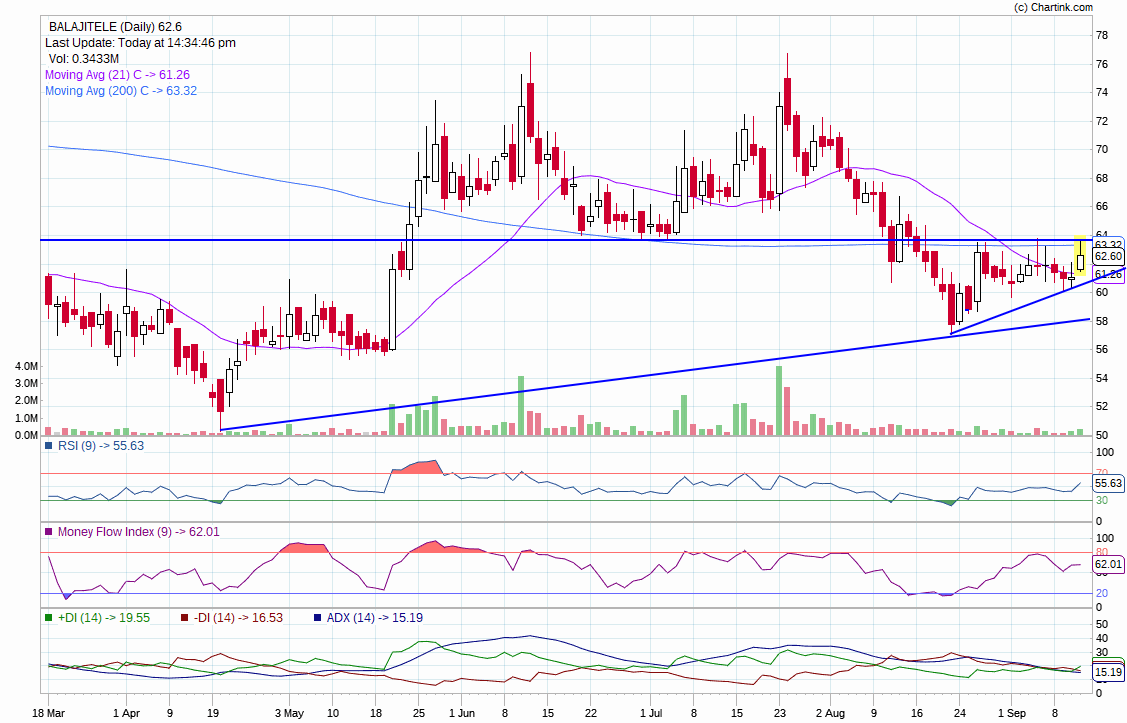 (c) Chartink.com
BALAJITELE (Daily) 62.6
Last Update: Today at 14:34:46 pm
Vol: 0.3433M
Moving Avg (21) C -> 61.26
Moving Avg (200) C -> 63.32
78
76
74
72
70
68
66
64
63.32
62.60
61.26
60
58
56
54
52
50
4.0M
3.0M
2.0M
1.0M
0.0M
RSI (9) -> 55.63
100
70
55.63
30
0
Money Flow Index (9) -> 62.01
100
80
62.01
50
20
0
+DI (14) -> 19.55 -DI (14) -> 16.53 ADX (14) -> 15.19
50
40
30
15.19
0
18 Mar 1 Apr 9 19 3 May 10 18 25 1 Jun 8 15 22 1 Jul 8 15 23 2 Aug 9 16 24 1 Sep 8